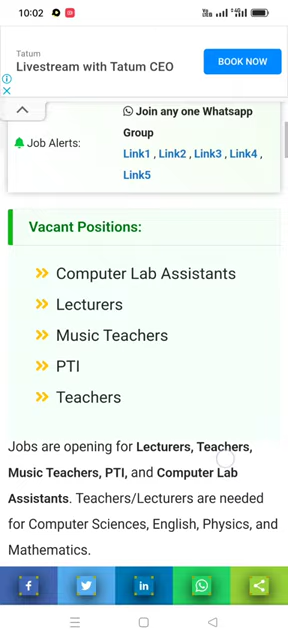 10:02
Tatum
Livestream with Tatum CEO
BOOK NOW
Join any one Whatsapp
Group
Job Alerts:
Link1 , Link2 , Link3 , Link4 ,
Link5
Vacant Positions:
Computer Lab Assistants
Lecturers
Music Teachers
PTI
Teachers
Jobs are opening for Lecturers, Teachers,
Music Teachers, PTI, and Computer Lab
Assistants. Teachers/Lecturers are needed
for Computer Sciences, English, Physics, and
Mathematics.